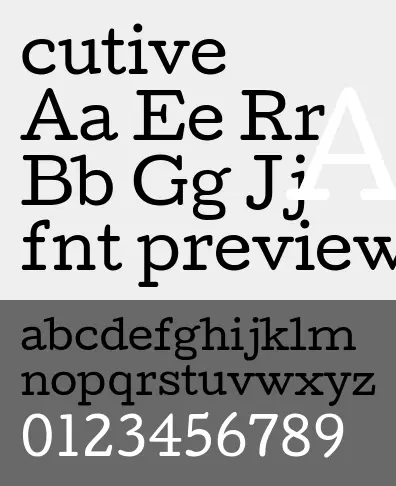 cutive
Aa Ee Rr
Bb Gg Jj
A
fnt preview
abcdefghijklm
nopqrstuvwxyz
0123456789